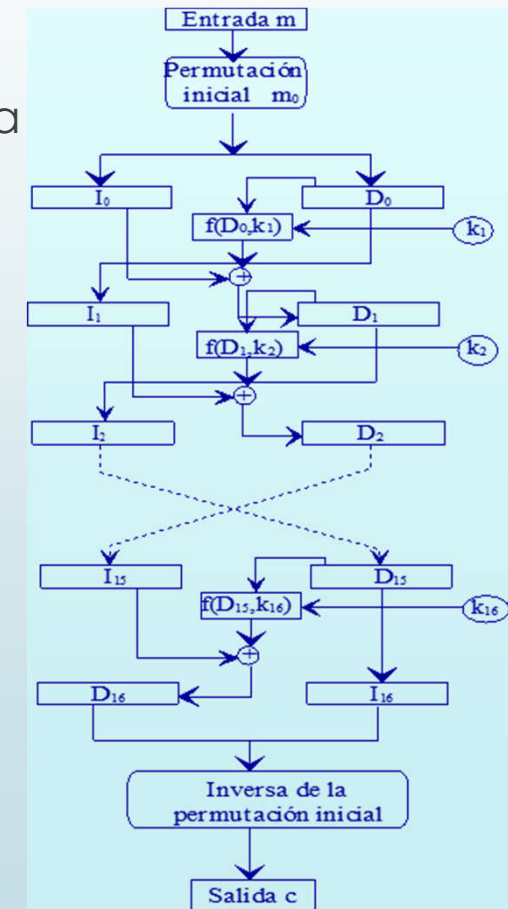 Entrada m
Permutación
inicial m₀
a
I₀
D₀
f(D₀,k₁)
k₁
+
I₁
D₁
f(D₁,k₂)
k₂
+
I₂
D₂
I₁₅
D₁₅
f(D₁₅,k₁₆)
k₁₆
+
D₁₆
I₁₆
Inversa de la
permutación inicial
Salida c